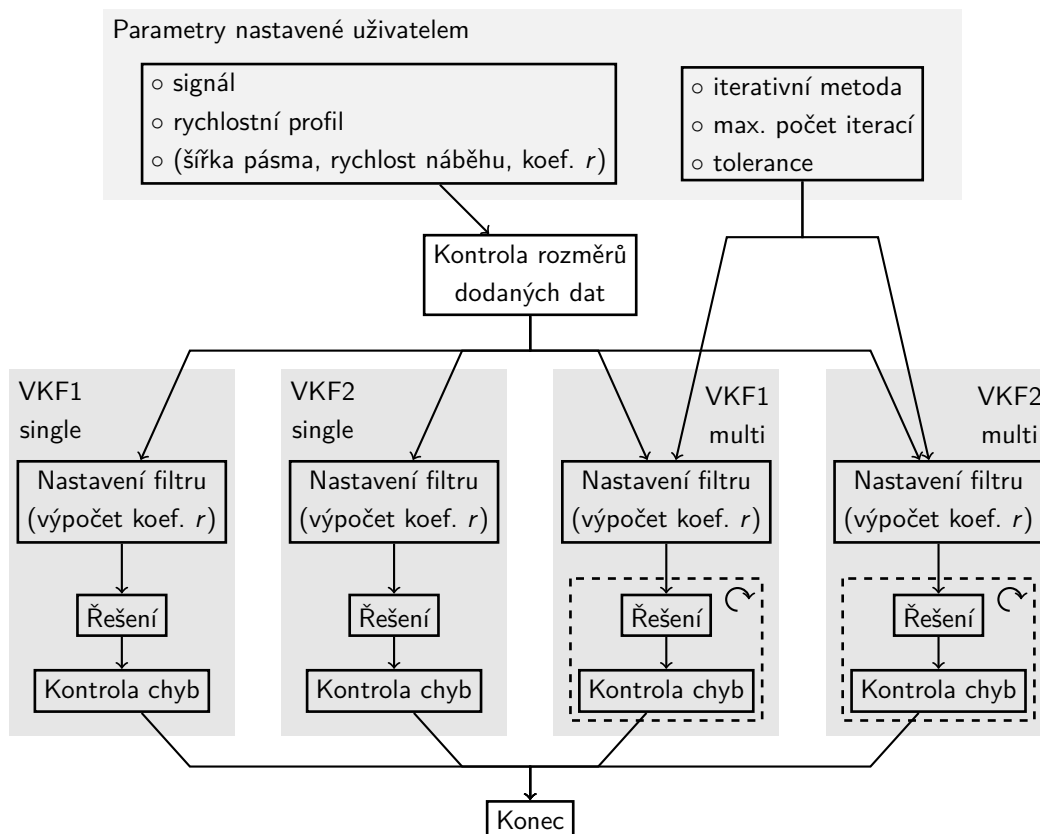 Parametry nastavené uživatelem
○ signál
○ rychlostní profil
○ (šířka pásma, rychlost náběhu, koef. r)
○ iterativní metoda
○ max. počet iterací
○ tolerance
Kontrola rozměrů
dodaných dat
VKF1
single
Nastavení filtru
(výpočet koef. r)
Řešení
Kontrola chyb
VKF2
single
Nastavení filtru
(výpočet koef. r)
Řešení
Kontrola chyb
VKF1
multi
Nastavení filtru
(výpočet koef. r)
Řešení
Kontrola chyb
VKF2
multi
Nastavení filtru
(výpočet koef. r)
Řešení
Kontrola chyb
Konec